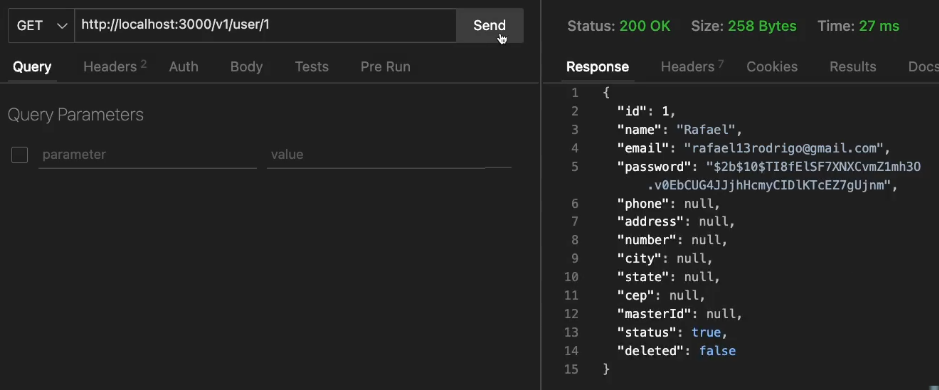 GET http://localhost:3000/v1/user/1 Send
Query Headers 2 Auth Body Tests Pre Run
Query Parameters
parameter value
Status: 200 OK Size: 258 Bytes Time: 27 ms
Response Headers 7 Cookies Results Docs
1 {
2 "id": 1,
3 "name": "Rafael",
4 "email": "rafael13rodrigo@gmail.com",
5 "password": "$2b$10$TI8fElSF7XNXCvmZ1mh3O
.v0EbCUG4JJjhHcmyCIDlKTcEZ7gUjnm",
6 "phone": null,
7 "address": null,
8 "number": null,
9 "city": null,
10 "state": null,
11 "cep": null,
12 "masterId": null,
13 "status": true,
14 "deleted": false
15 }